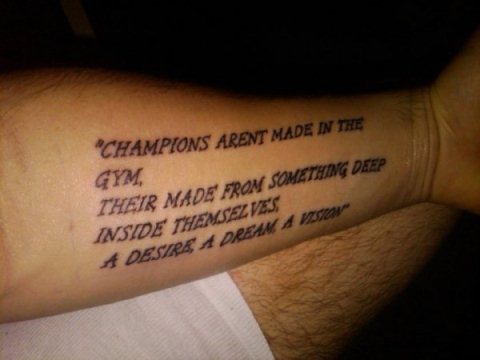 "CHAMPIONS ARENT MADE IN THE
GYM,
THEIR MADE FROM SOMETHING DEEP
INSIDE THEMSELVES,
A DESIRE, A DREAM, A VISION"